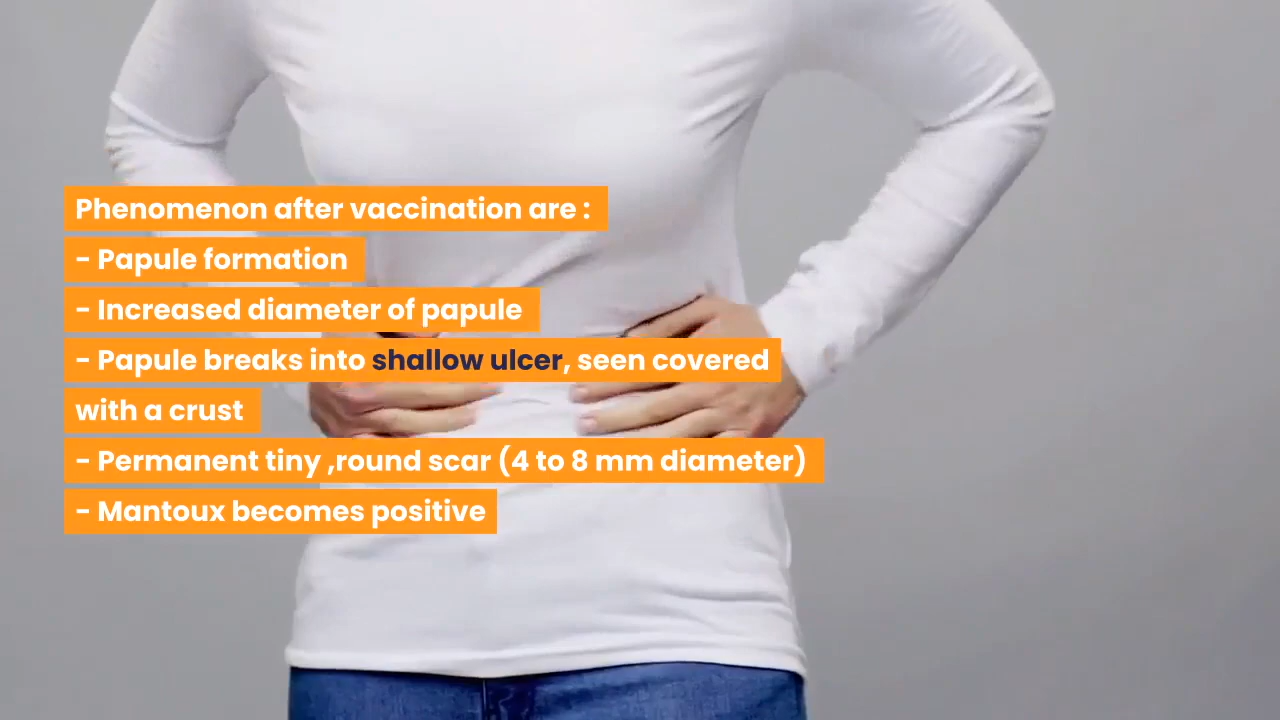 Phenomenon after vaccination are :
- Papule formation
- Increased diameter of papule
- Papule breaks into shallow ulcer, seen covered
with a crust
- Permanent tiny ,round scar (4 to 8 mm diameter)
- Mantoux becomes positive